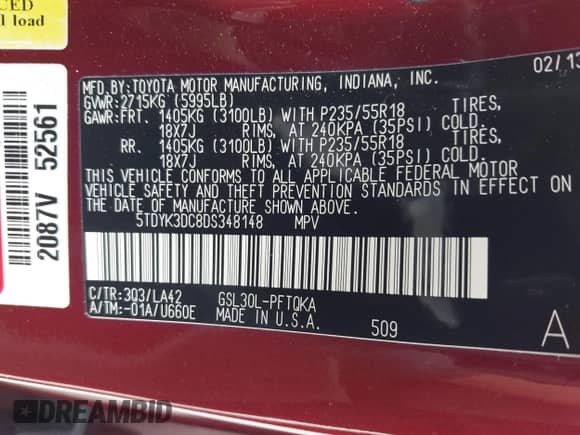 CED
l load
2087V 52561
02/13
MFD.BY:TOYOTA MOTOR MANUFACTURING, INDIANA, INC.
GVWR:2715KG (5995LB)
GAWR:FRT. 1405KG (3100LB) WITH P235/55R18 TIRES,
18X7J RIMS, AT 240KPA (35PSI) COLD.
RR. 1405KG (3100LB) WITH P235/55R18 TIRES,
18X7J RIMS, AT 240KPA (35PSI) COLD.
THIS VEHICLE CONFORMS TO ALL APPLICABLE FEDERAL MOTOR
VEHICLE SAFETY AND THEFT PREVENTION STANDARDS IN EFFECT ON
THE DATE OF MANUFACTURE SHOWN ABOVE.
5TDYK3DC8DS348148 MPV
C/TR:3Q3/LA42 GSL30L-PFTQKA
A/TM:-01A/U660E MADE IN U.S.A. 509
A
DREAMBID